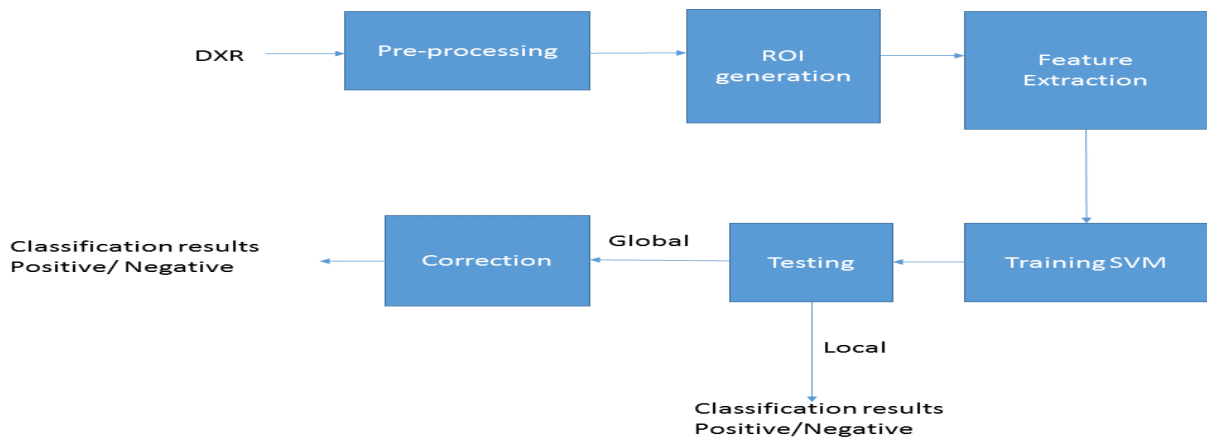 DXR
Pre-processing
ROI
generation
Feature
Extraction
Training SVM
Testing
Global
Correction
Classification results
Positive/ Negative
Local
Classification results
Positive/Negative